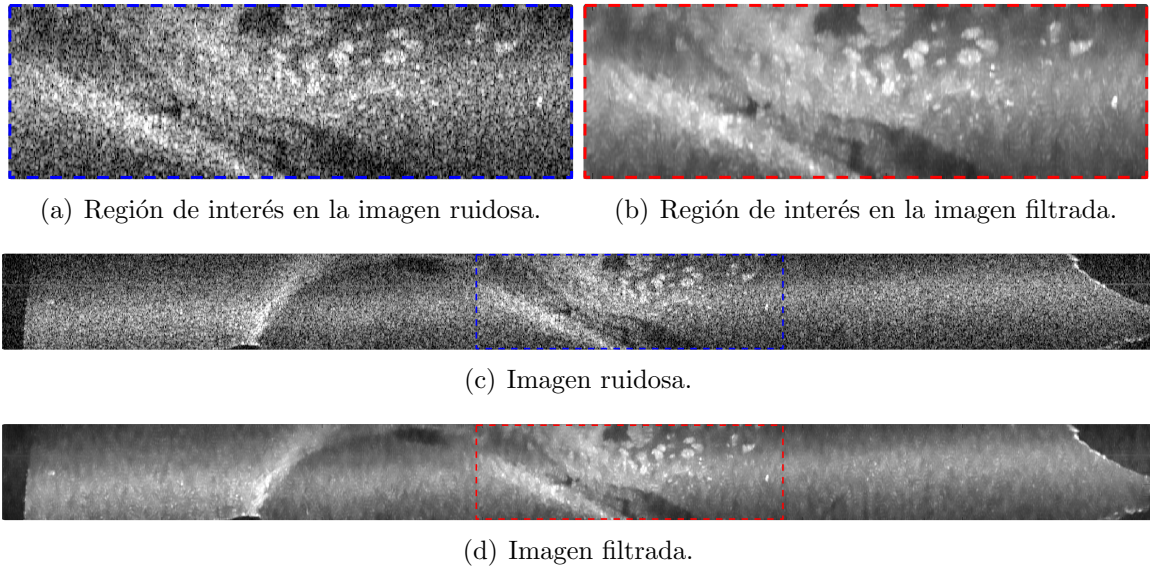 (a) Región de interés en la imagen ruidosa.
(b) Región de interés en la imagen filtrada.
(c) Imagen ruidosa.
(d) Imagen filtrada.